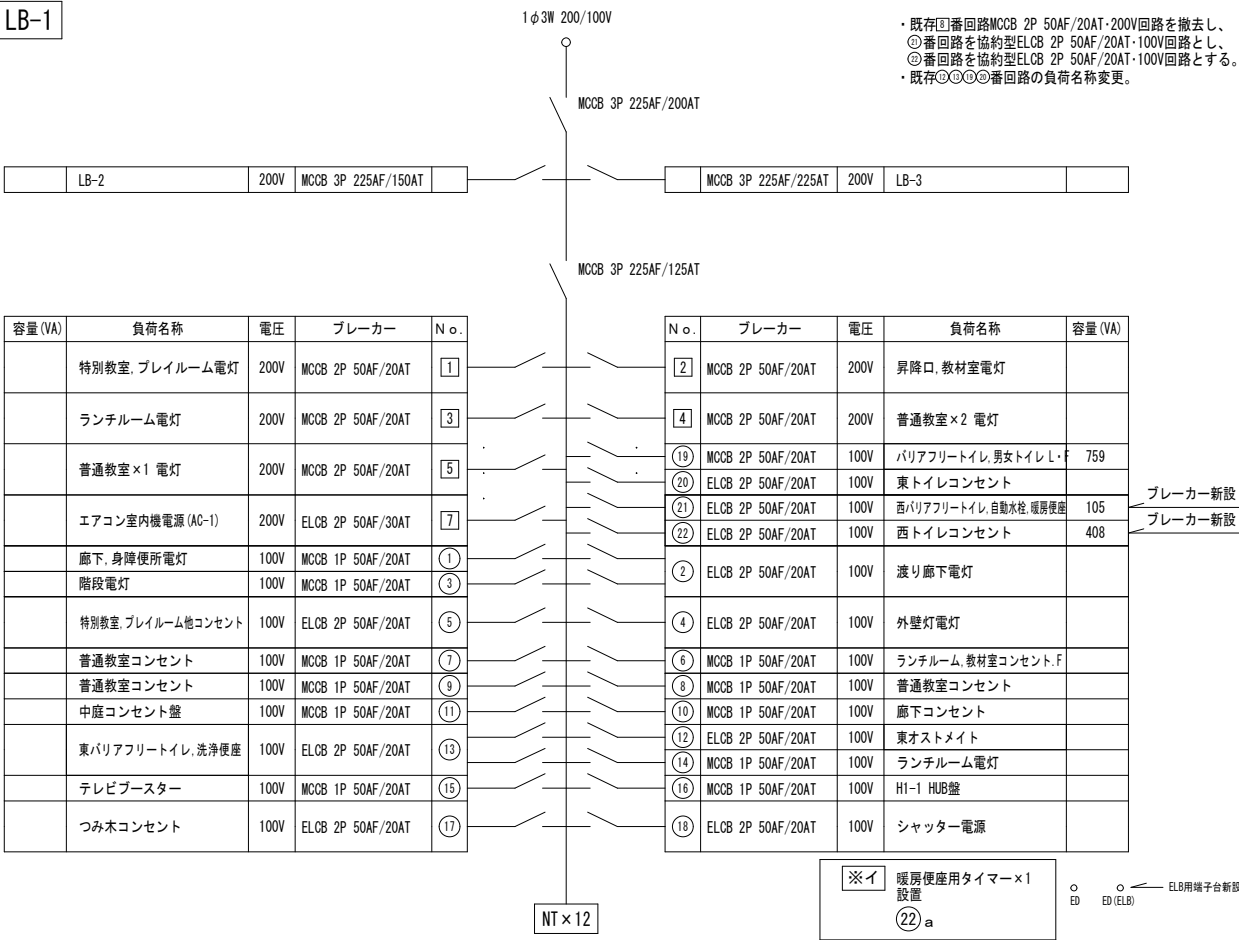 LB-1
1φ3W 200/100V
・既存8番回路MCCB 2P 50AF/20AT・200V回路を撤去し、
㉑番回路を協約型ELCB 2P 50AF/20AT・100V回路とし、
㉒番回路を協約型ELCB 2P 50AF/20AT・100V回路とする。
・既存⑫⑬⑲⑳番回路の負荷名称変更。
MCCB 3P 225AF/200AT
LB-2 200V MCCB 3P 225AF/150AT
MCCB 3P 225AF/225AT 200V LB-3
MCCB 3P 225AF/125AT
容量(VA) 負荷名称 電圧 ブレーカー No.
特別教室,プレイルーム電灯 200V MCCB 2P 50AF/20AT 1
ランチルーム電灯 200V MCCB 2P 50AF/20AT 3
普通教室×1 電灯 200V MCCB 2P 50AF/20AT 5
エアコン室内機電源(AC-1) 200V ELCB 2P 50AF/30AT 7
廊下,身障便所電灯 100V MCCB 1P 50AF/20AT ①
階段電灯 100V MCCB 1P 50AF/20AT ③
特別教室,プレイルーム他コンセント 100V ELCB 2P 50AF/20AT ⑤
普通教室コンセント 100V MCCB 1P 50AF/20AT ⑦
普通教室コンセント 100V MCCB 1P 50AF/20AT ⑨
中庭コンセント盤 100V MCCB 1P 50AF/20AT ⑪
東バリアフリートイレ,洗浄便座 100V ELCB 2P 50AF/20AT ⑬
テレビブースター 100V MCCB 1P 50AF/20AT ⑮
つみ木コンセント 100V ELCB 2P 50AF/20AT ⑰
No. ブレーカー 電圧 負荷名称 容量(VA)
2 MCCB 2P 50AF/20AT 200V 昇降口,教材室電灯
4 MCCB 2P 50AF/20AT 200V 普通教室×2 電灯
⑲ MCCB 2P 50AF/20AT 100V バリアフリートイレ,男女トイレ L・F 759
⑳ ELCB 2P 50AF/20AT 100V 東トイレコンセント
㉑ ELCB 2P 50AF/20AT 100V 西バリアフリートイレ,自動水栓,暖房便座 105 ブレーカー新設
㉒ ELCB 2P 50AF/20AT 100V 西トイレコンセント 408 ブレーカー新設
② ELCB 2P 50AF/20AT 100V 渡り廊下電灯
④ ELCB 2P 50AF/20AT 100V 外壁灯電灯
⑥ MCCB 1P 50AF/20AT 100V ランチルーム,教材室コンセント.F
⑧ MCCB 1P 50AF/20AT 100V 普通教室コンセント
⑩ MCCB 1P 50AF/20AT 100V 廊下コンセント
⑫ ELCB 2P 50AF/20AT 100V 東オストメイト
⑭ MCCB 1P 50AF/20AT 100V ランチルーム電灯
⑯ MCCB 1P 50AF/20AT 100V H1-1 HUB盤
⑱ ELCB 2P 50AF/20AT 100V シャッター電源
NT×12
※イ 暖房便座用タイマー×1
設置
㉒a
ED ED(ELB) ELB用端子台新設